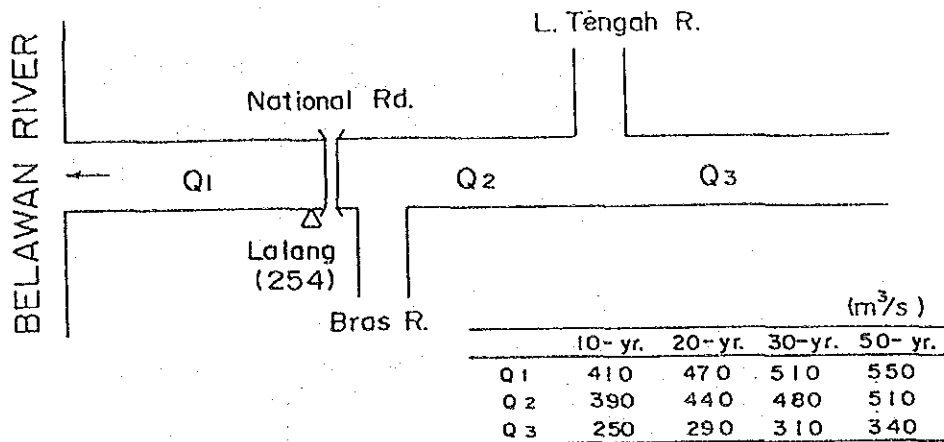 L. Tengah R.
BELAWAN RIVER
National Rd.
Q1
Q2
Q3
Lalang
(254)
Bras R.
(m³/s)
10-yr. 20-yr. 30-yr. 50-yr.
Q1 410 470 510 550
Q2 390 440 480 510
Q3 250 290 310 340